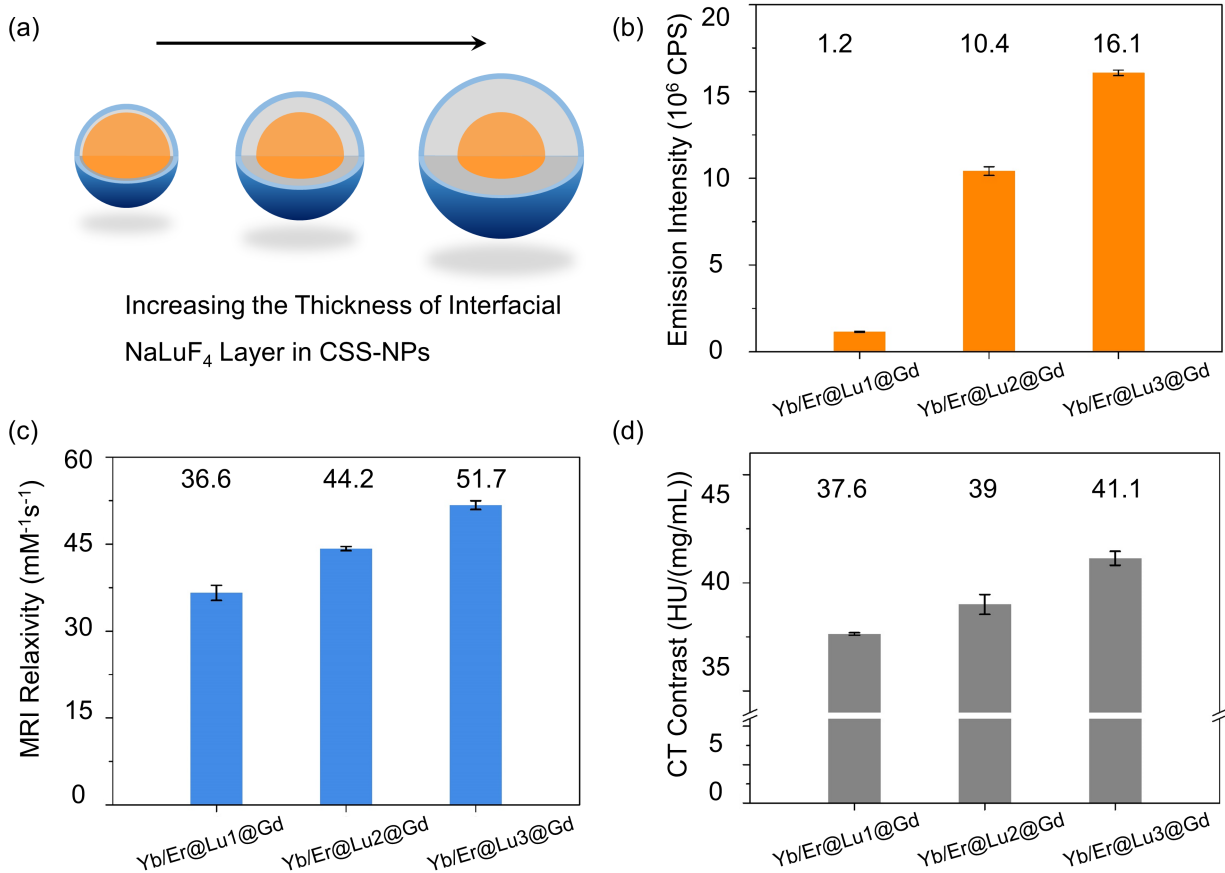 (a)
Increasing the Thickness of Interfacial
NaLuF₄ Layer in CSS-NPs
(b)
Emission Intensity (10⁶ CPS)
20
15
10
5
0
1.2 10.4 16.1
Yb/Er@Lu1@Gd Yb/Er@Lu2@Gd Yb/Er@Lu3@Gd
(c)
MRI Relaxivity (mM⁻¹s⁻¹)
60
45
30
15
0
36.6 44.2 51.7
Yb/Er@Lu1@Gd Yb/Er@Lu2@Gd Yb/Er@Lu3@Gd
(d)
CT Contrast (HU/(mg/mL))
45
40
35
5
0
37.6 39 41.1
Yb/Er@Lu1@Gd Yb/Er@Lu2@Gd Yb/Er@Lu3@Gd